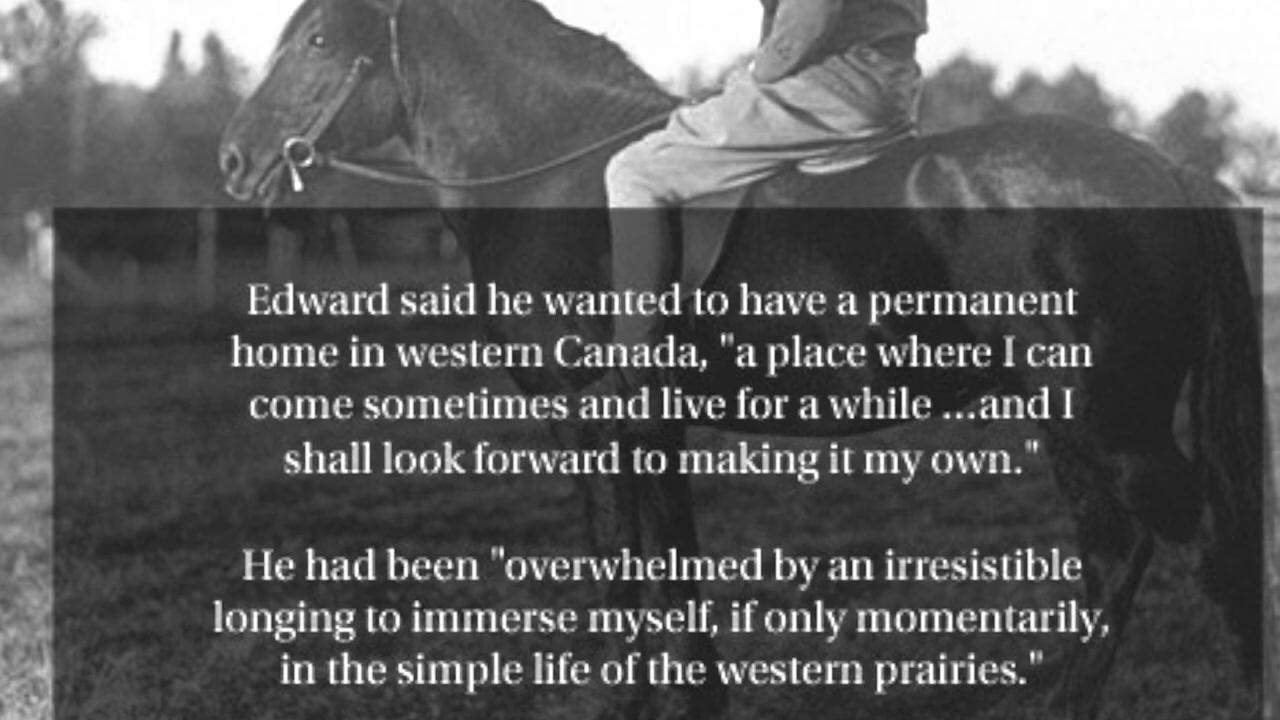 Edward said he wanted to have a permanent
home in western Canada, "a place where I can
come sometimes and live for a while ...and I
shall look forward to making it my own."
He had been "overwhelmed by an irresistible
longing to immerse myself, if only momentarily,
in the simple life of the western prairies."